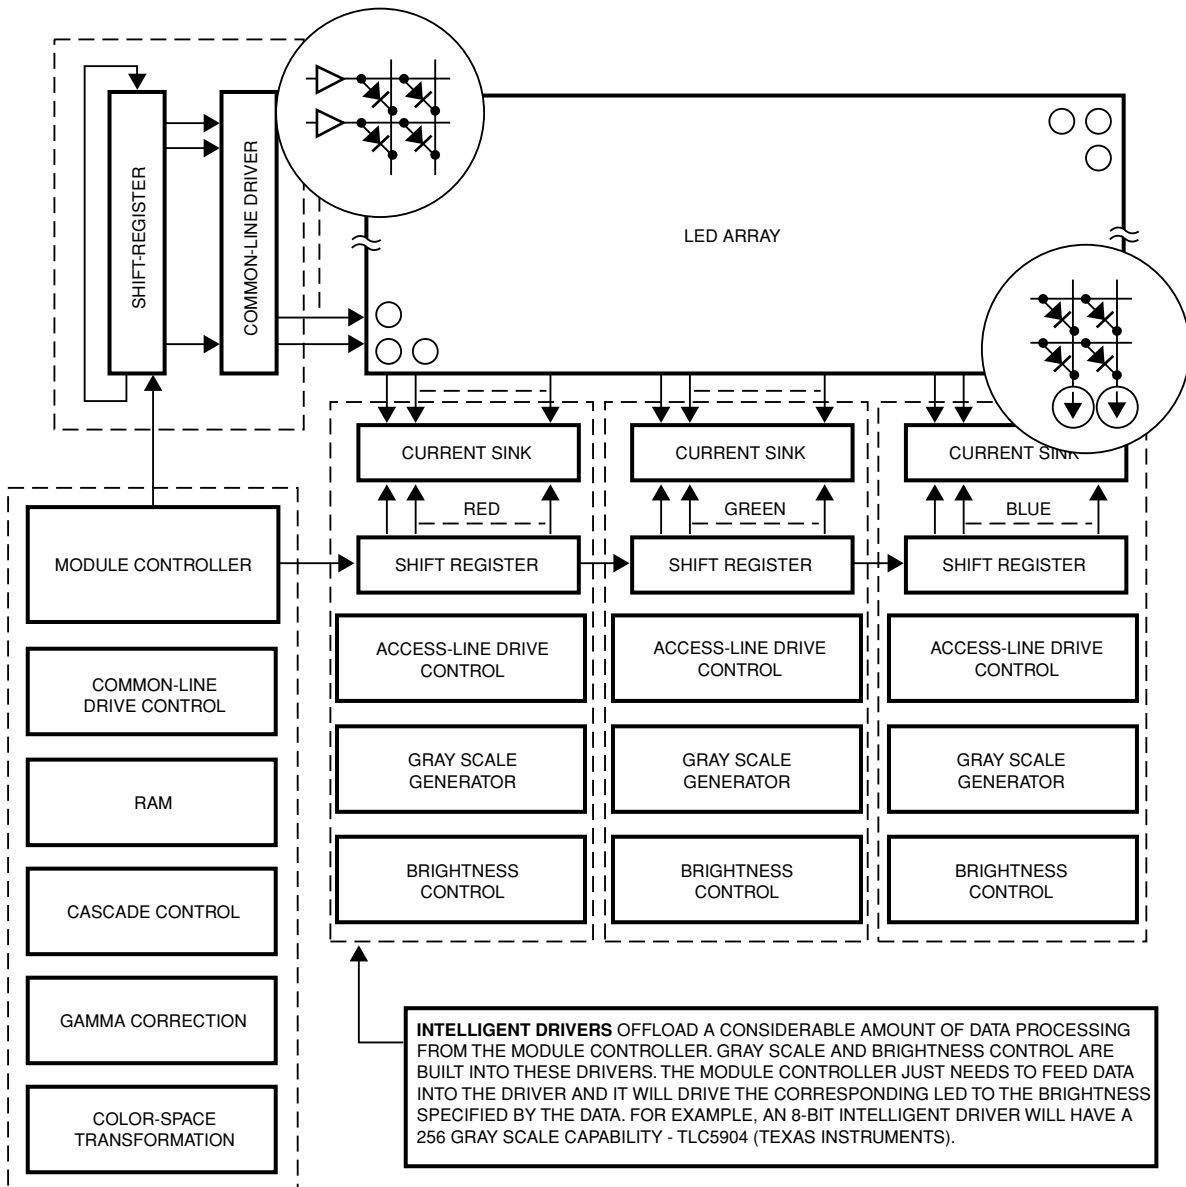 SHIFT-REGISTER
COMMON-LINE DRIVER
LED ARRAY
CURRENT SINK
CURRENT SINK
CURRENT SINK
RED
GREEN
BLUE
MODULE CONTROLLER
SHIFT REGISTER
SHIFT REGISTER
SHIFT REGISTER
ACCESS-LINE DRIVE
CONTROL
ACCESS-LINE DRIVE
CONTROL
ACCESS-LINE DRIVE
CONTROL
COMMON-LINE
DRIVE CONTROL
GRAY SCALE
GENERATOR
GRAY SCALE
GENERATOR
GRAY SCALE
GENERATOR
RAM
BRIGHTNESS
CONTROL
BRIGHTNESS
CONTROL
BRIGHTNESS
CONTROL
CASCADE CONTROL
GAMMA CORRECTION
COLOR-SPACE
TRANSFORMATION
INTELLIGENT DRIVERS OFFLOAD A CONSIDERABLE AMOUNT OF DATA PROCESSING
FROM THE MODULE CONTROLLER. GRAY SCALE AND BRIGHTNESS CONTROL ARE
BUILT INTO THESE DRIVERS. THE MODULE CONTROLLER JUST NEEDS TO FEED DATA
INTO THE DRIVER AND IT WILL DRIVE THE CORRESPONDING LED TO THE BRIGHTNESS
SPECIFIED BY THE DATA. FOR EXAMPLE, AN 8-BIT INTELLIGENT DRIVER WILL HAVE A
256 GRAY SCALE CAPABILITY - TLC5904 (TEXAS INSTRUMENTS).